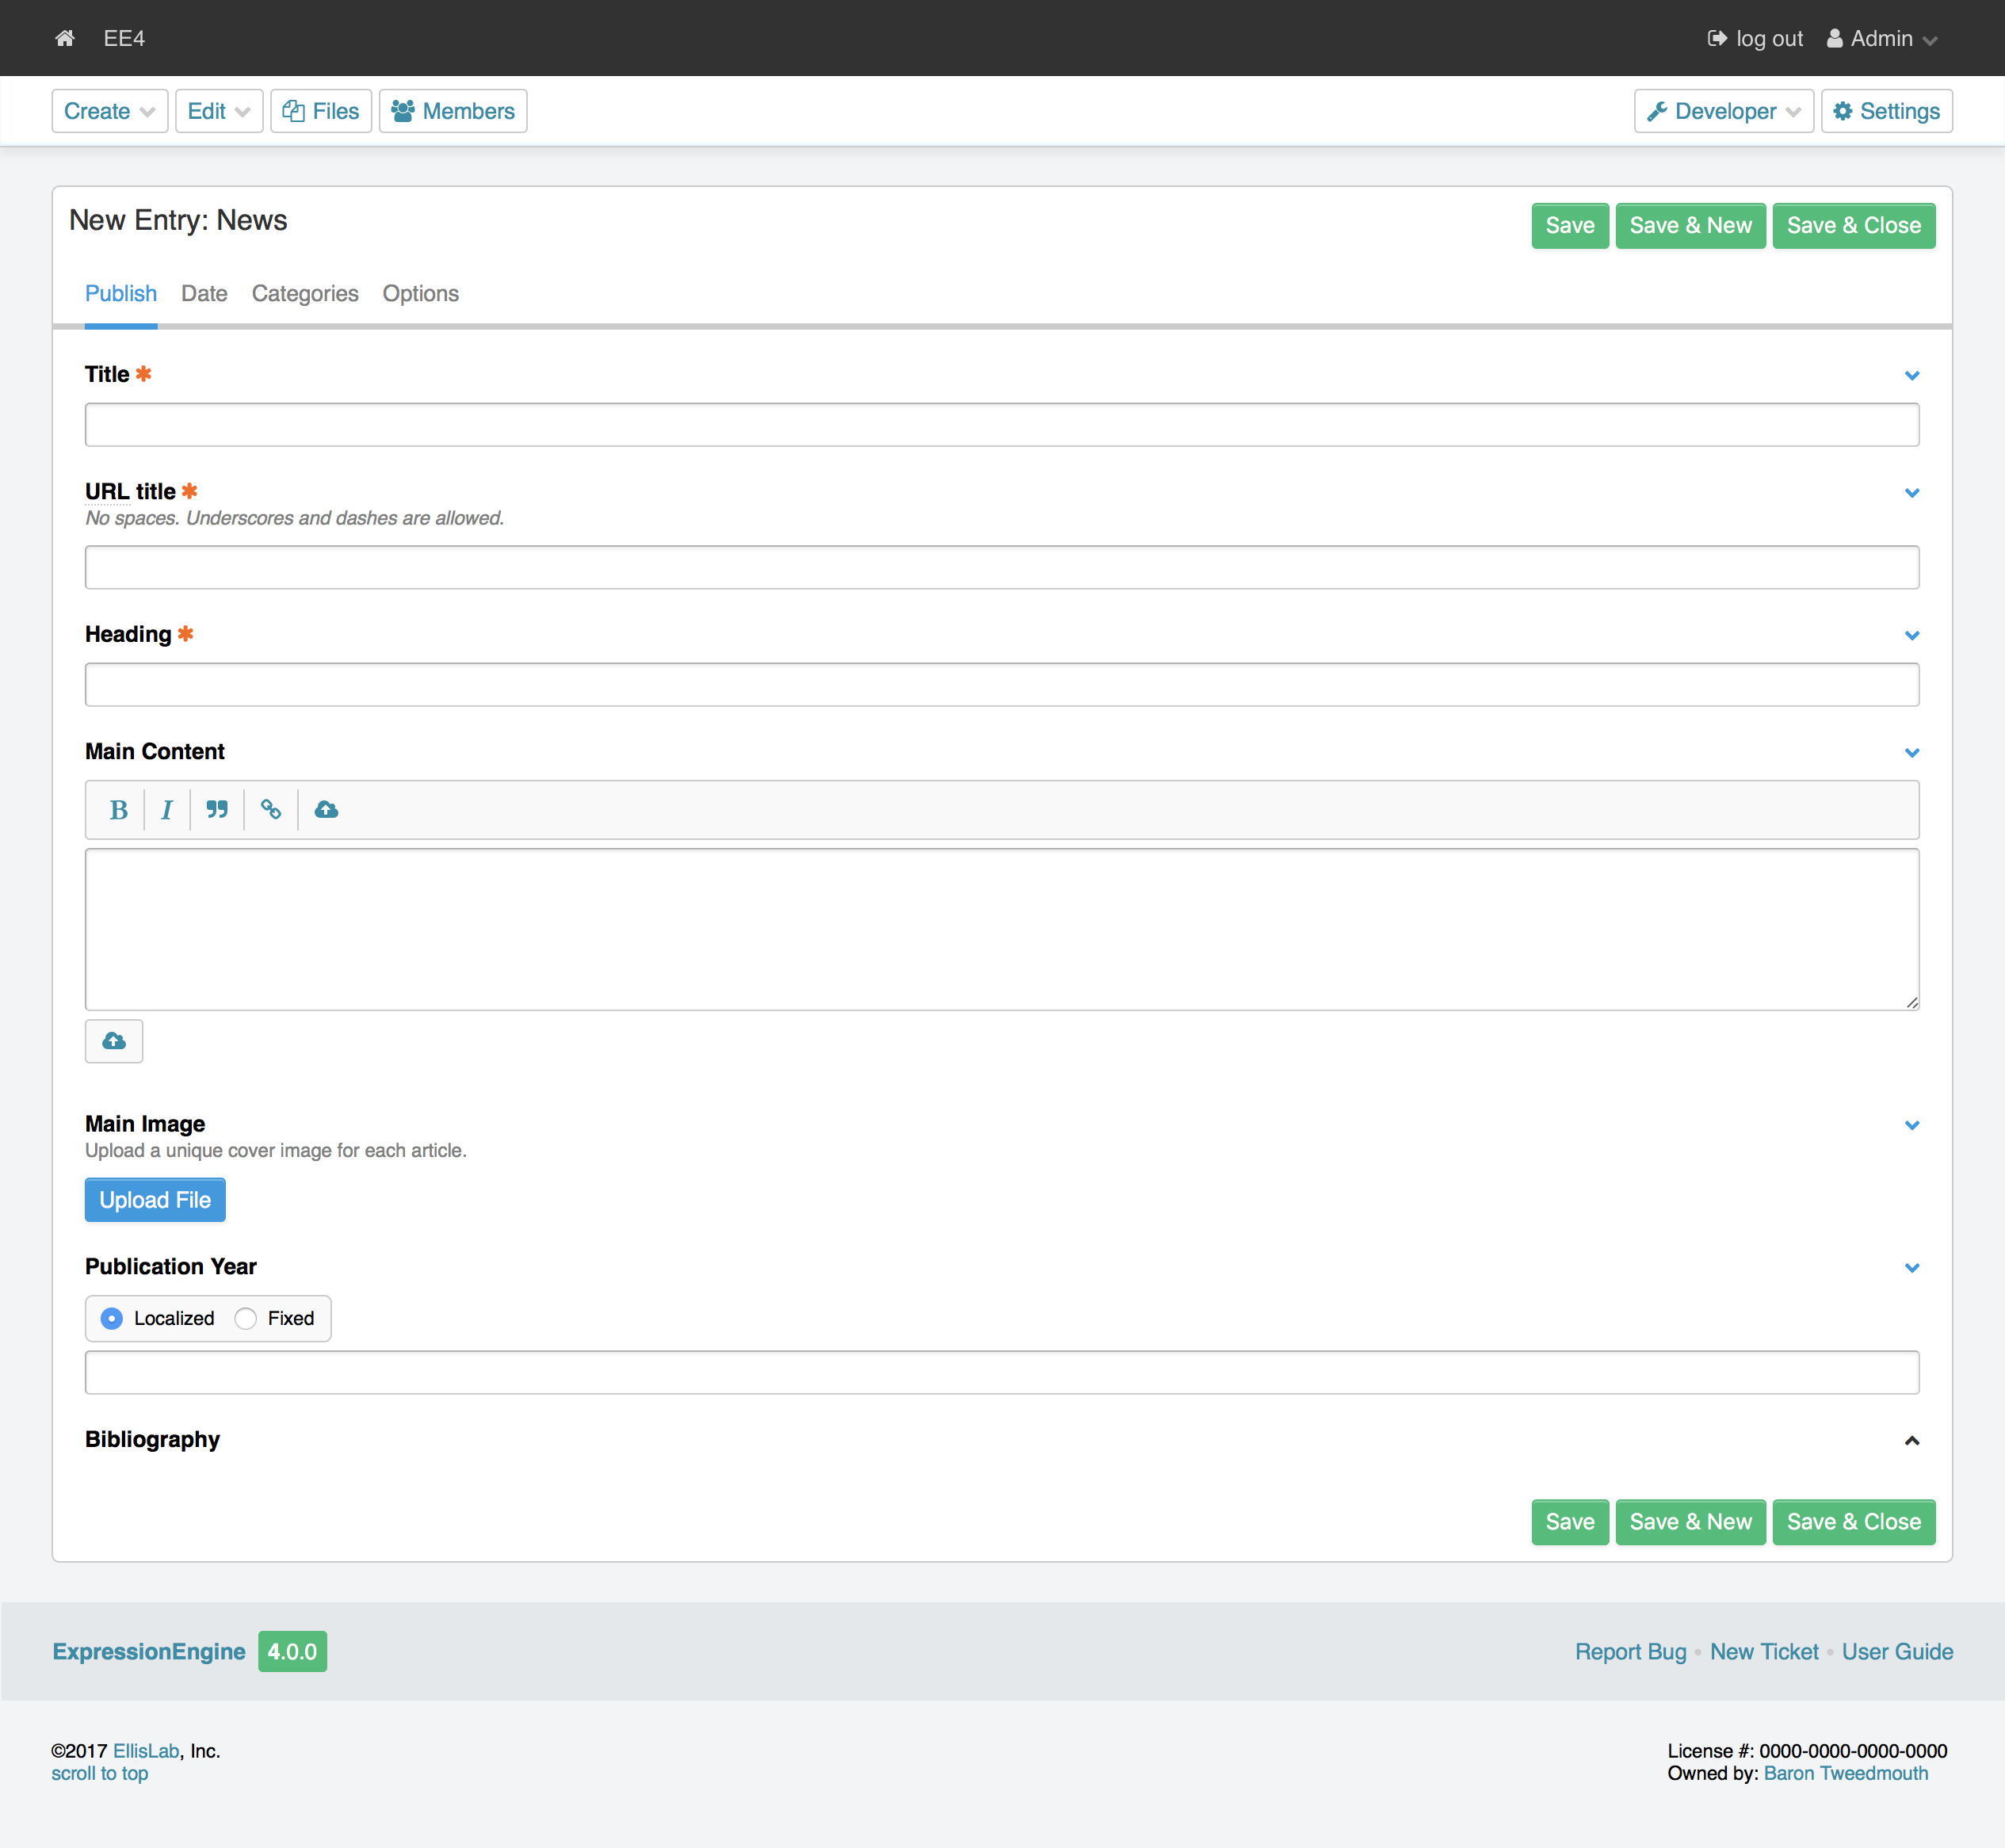 EE4
log out Admin
Create Edit Files Members
Developer Settings
New Entry: News
Save Save & New Save & Close
Publish Date Categories Options
Title *
URL title *
No spaces. Underscores and dashes are allowed.
Heading *
Main Content
B I
Main Image
Upload a unique cover image for each article.
Upload File
Publication Year
Localized Fixed
Bibliography
Save Save & New Save & Close
ExpressionEngine 4.0.0
Report Bug • New Ticket • User Guide
©2017 EllisLab, Inc.
scroll to top
License #: 0000-0000-0000-0000
Owned by: Baron Tweedmouth